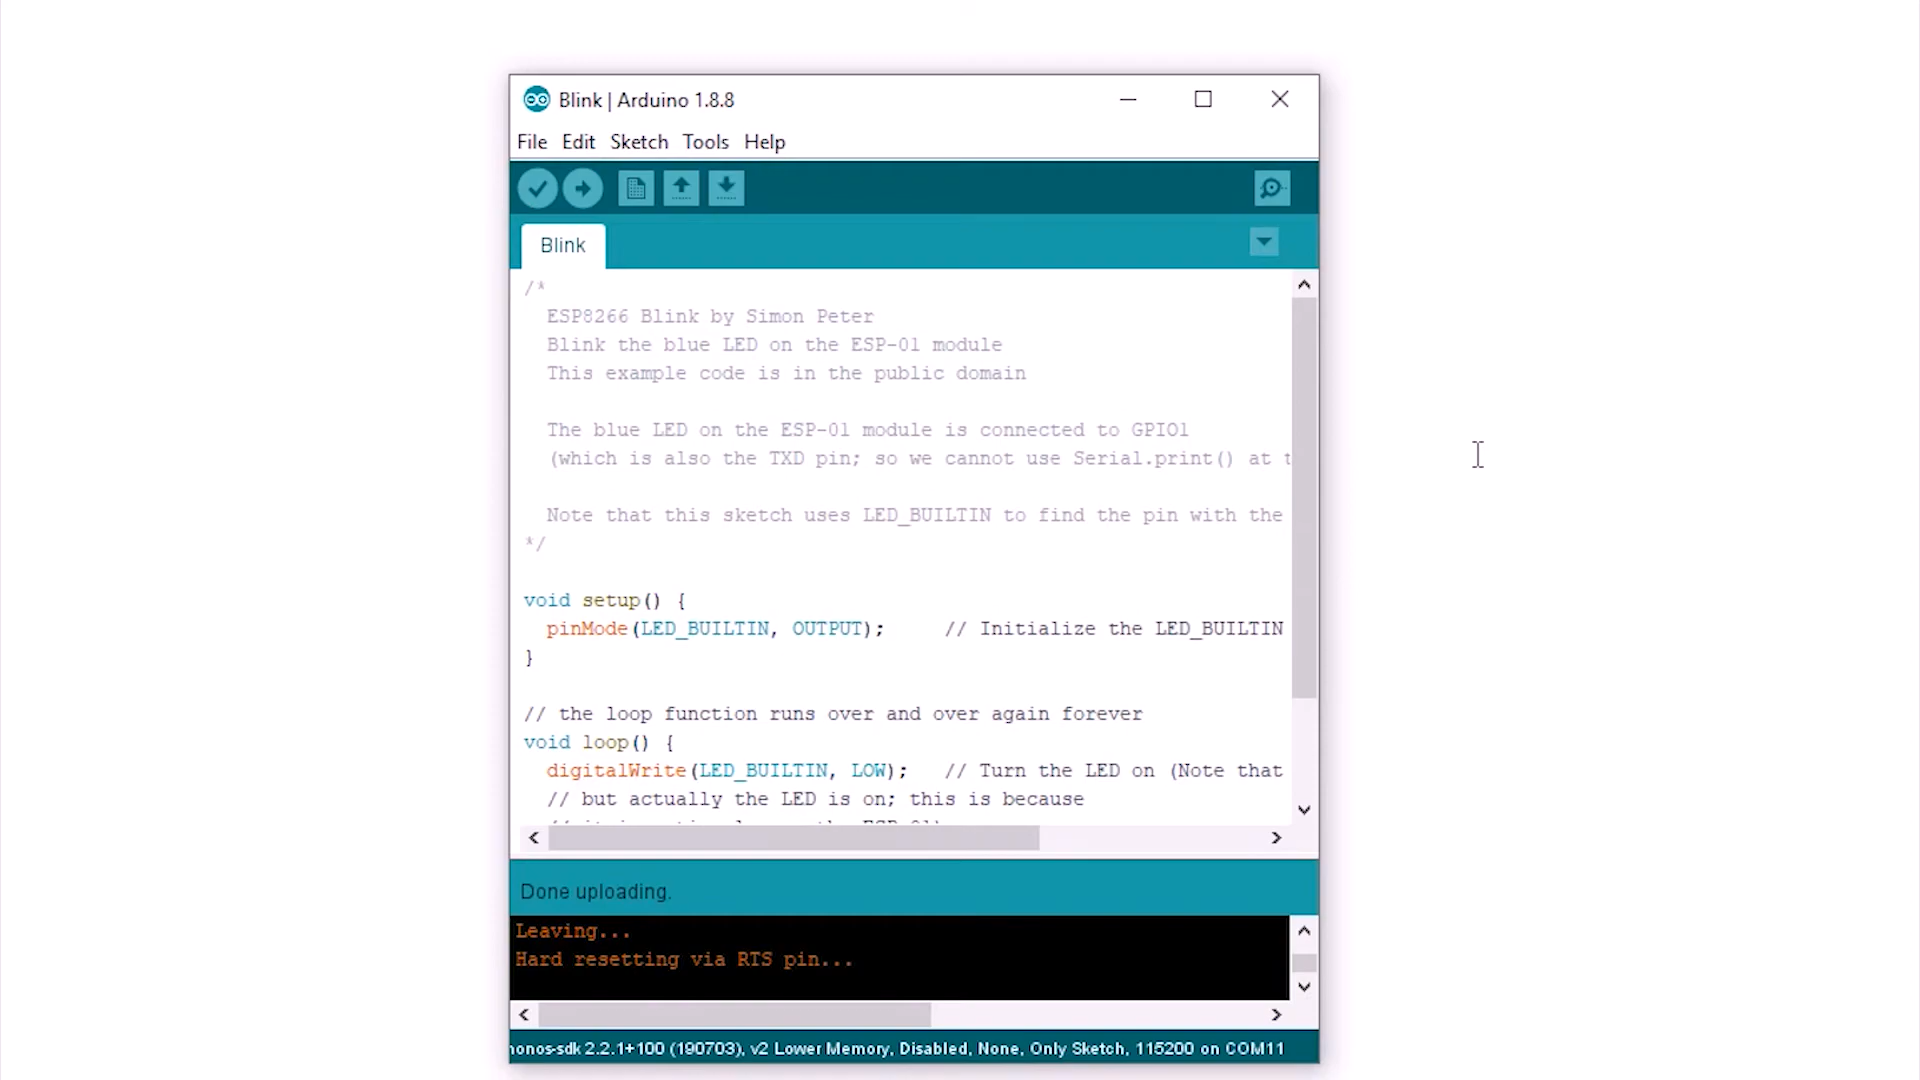 Blink | Arduino 1.8.8
File Edit Sketch Tools Help
Blink
/*
ESP8266 Blink by Simon Peter
Blink the blue LED on the ESP-01 module
This example code is in the public domain
The blue LED on the ESP-01 module is connected to GPIO1
(which is also the TXD pin; so we cannot use Serial.print() at
Note that this sketch uses LED_BUILTIN to find the pin with the
*/
void setup() {
pinMode(LED_BUILTIN, OUTPUT); // Initialize the LED_BUILTIN
}
// the loop function runs over and over again forever
void loop() {
digitalWrite(LED_BUILTIN, LOW); // Turn the LED on (Note that
// but actually the LED is on; this is because
Done uploading.
Leaving...
Hard resetting via RTS pin...
2.2.1+100 (190703), v2 Lower Memory, Disabled, None, Only Sketch, 115200 on COM11